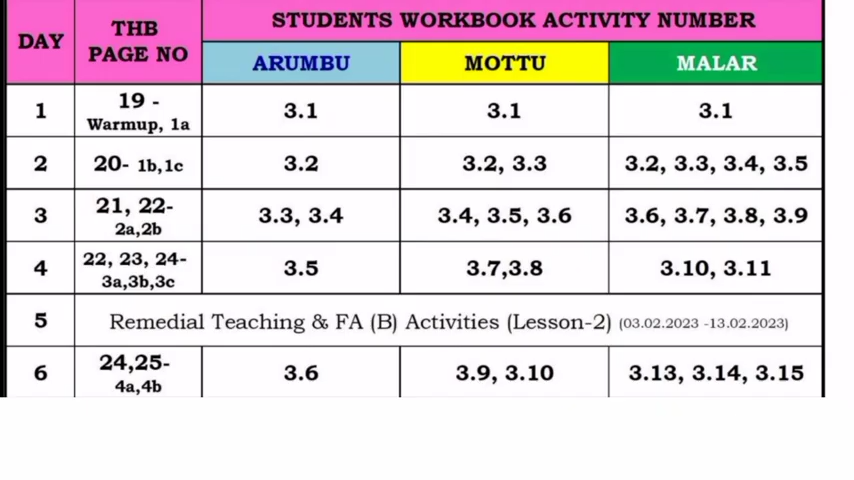 STUDENTS WORKBOOK ACTIVITY NUMBER
DAY
THB
PAGE NO
ARUMBU MOTTU MALAR
1 19 - Warmup, 1a 3.1 3.1 3.1
2 20- 1b,1c 3.2 3.2, 3.3 3.2, 3.3, 3.4, 3.5
3 21, 22- 2a,2b 3.3, 3.4 3.4, 3.5, 3.6 3.6, 3.7, 3.8, 3.9
4 22, 23, 24- 3a,3b,3c 3.5 3.7,3.8 3.10, 3.11
5 Remedial Teaching & FA (B) Activities (Lesson-2) (03.02.2023 -13.02.2023)
6 24,25- 4a,4b 3.6 3.9, 3.10 3.13, 3.14, 3.15